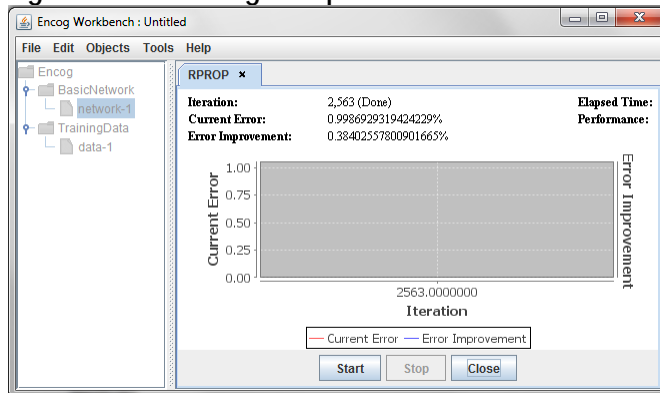 Encog Workbench : Untitled
File Edit Objects Tools Help
Encog
BasicNetwork
network-1
TrainingData
data-1
RPROP ×
Iteration: 2,563 (Done) Elapsed Time:
Current Error: 0.9986929319424229% Performance:
Error Improvement: 0.38402557800901665%
Current Error
1.00
0.75
0.50
0.25
0.00
Error Improvement
2563.0000000
Iteration
Current Error Error Improvement
Start Stop Close